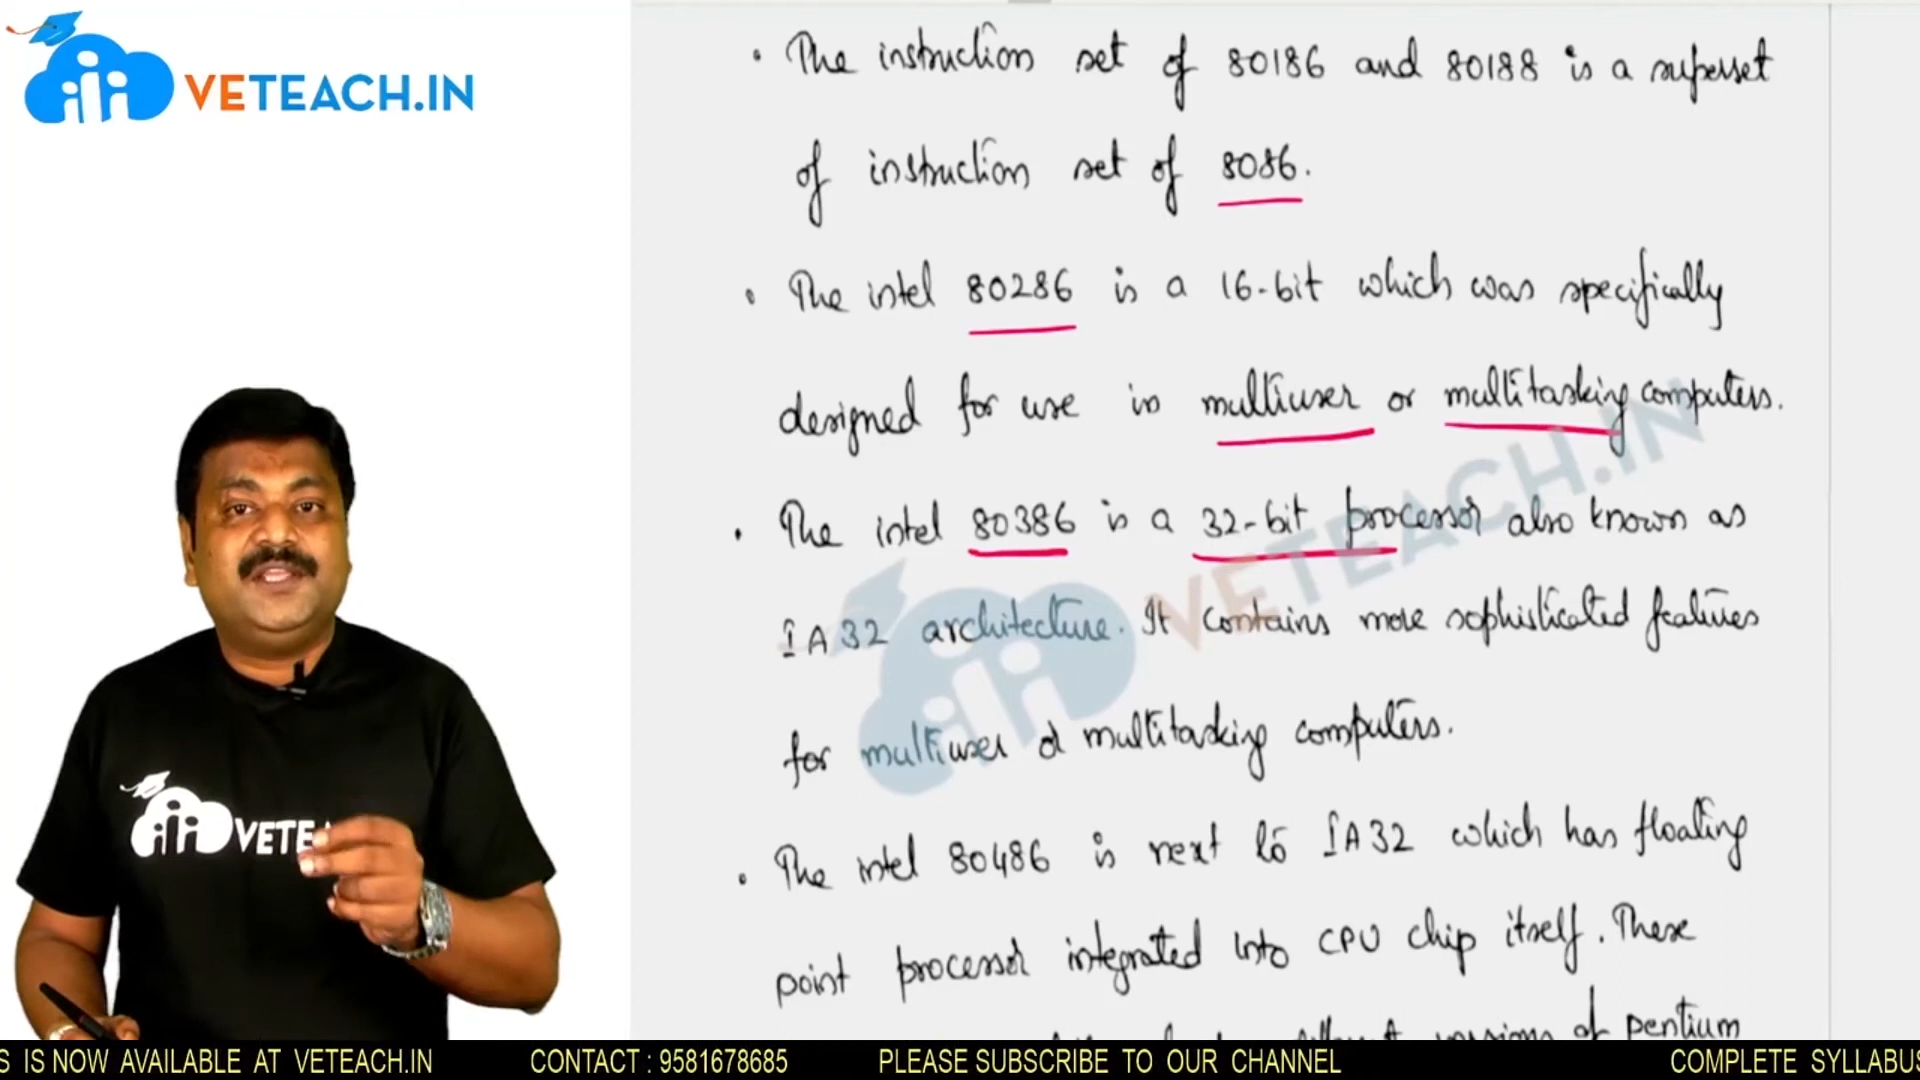 VETEACH.IN
• The instruction set of 80186 and 80188 is a superset
of instruction set of 8086.
• The intel 80286 is a 16-bit which was specifically
designed for use in multiuser or multitasking computers.
• The intel 80386 is a 32-bit processor also known as
IA32 architecture. It contains more sophisticated features
for multiuser & multitasking computers.
• The intel 80486 is next to IA32 which has floating
point processor integrated into CPU chip itself. These
versions of pentium
VETEACH.IN
VETE
S IS NOW AVAILABLE AT VETEACH.IN CONTACT : 9581678685 PLEASE SUBSCRIBE TO OUR CHANNEL COMPLETE SYLLABUS